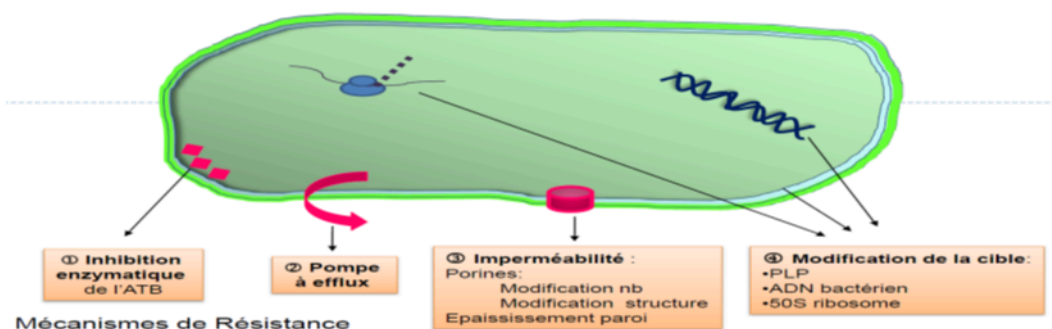 ① Inhibition
enzymatique
de l'ATB
② Pompe
à efflux
③ Imperméabilité :
Porines:
Modification nb
Modification structure
Epaississement paroi
④ Modification de la cible:
•PLP
•ADN bactérien
•50S ribosome
Mécanismes de Résistance